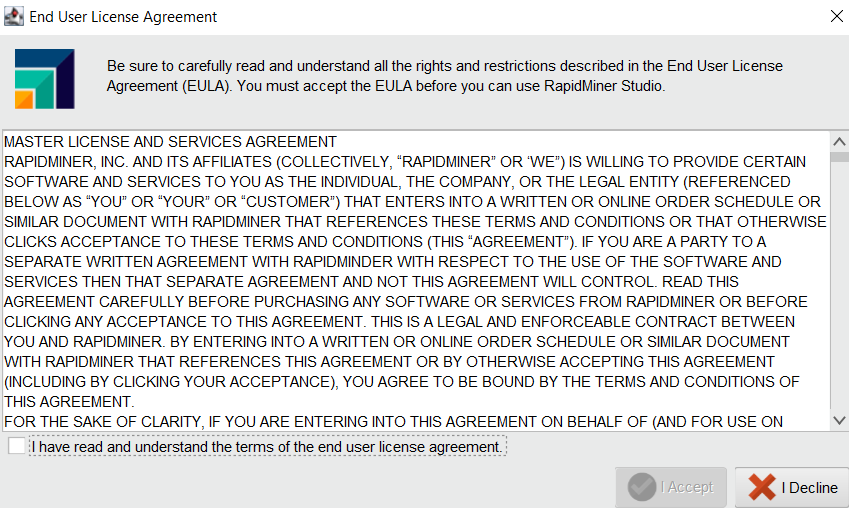 End User License Agreement
Be sure to carefully read and understand all the rights and restrictions described in the End User License
Agreement (EULA). You must accept the EULA before you can use RapidMiner Studio.
MASTER LICENSE AND SERVICES AGREEMENT
RAPIDMINER, INC. AND ITS AFFILIATES (COLLECTIVELY, “RAPIDMINER” OR ‘WE”) IS WILLING TO PROVIDE CERTAIN
SOFTWARE AND SERVICES TO YOU AS THE INDIVIDUAL, THE COMPANY, OR THE LEGAL ENTITY (REFERENCED
BELOW AS “YOU” OR “YOUR” OR “CUSTOMER”) THAT ENTERS INTO A WRITTEN OR ONLINE ORDER SCHEDULE OR
SIMILAR DOCUMENT WITH RAPIDMINER THAT REFERENCES THESE TERMS AND CONDITIONS OR THAT OTHERWISE
CLICKS ACCEPTANCE TO THESE TERMS AND CONDITIONS (THIS “AGREEMENT”). IF YOU ARE A PARTY TO A
SEPARATE WRITTEN AGREEMENT WITH RAPIDMINDER WITH RESPECT TO THE USE OF THE SOFTWARE AND
SERVICES THEN THAT SEPARATE AGREEMENT AND NOT THIS AGREEMENT WILL CONTROL. READ THIS
AGREEMENT CAREFULLY BEFORE PURCHASING ANY SOFTWARE OR SERVICES FROM RAPIDMINER OR BEFORE
CLICKING ANY ACCEPTANCE TO THIS AGREEMENT. THIS IS A LEGAL AND ENFORCEABLE CONTRACT BETWEEN
YOU AND RAPIDMINER. BY ENTERING INTO A WRITTEN OR ONLINE ORDER SCHEDULE OR SIMILAR DOCUMENT
WITH RAPIDMINER THAT REFERENCES THIS AGREEMENT OR BY OTHERWISE ACCEPTING THIS AGREEMENT
(INCLUDING BY CLICKING YOUR ACCEPTANCE), YOU AGREE TO BE BOUND BY THE TERMS AND CONDITIONS OF
THIS AGREEMENT.
FOR THE SAKE OF CLARITY, IF YOU ARE ENTERING INTO THIS AGREEMENT ON BEHALF OF (AND FOR USE ON
I have read and understand the terms of the end user license agreement.
I Accept
I Decline